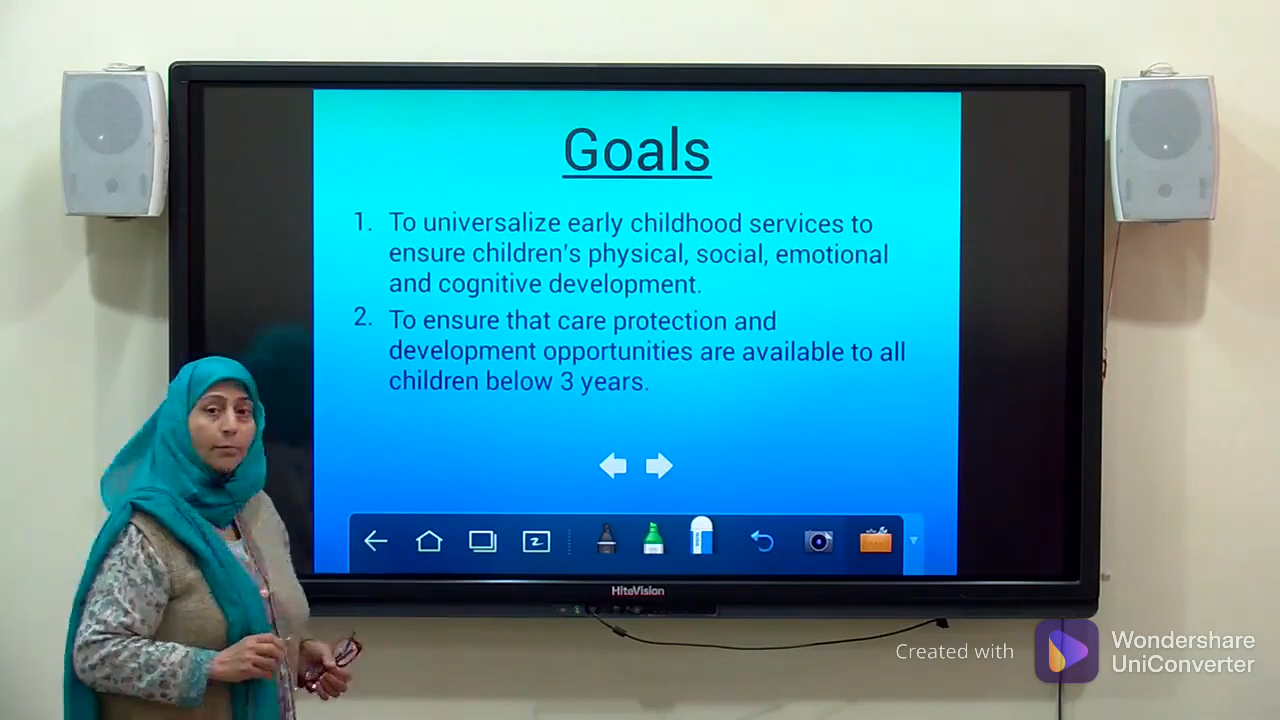 Goals
1. To universalize early childhood services to
ensure children's physical, social, emotional
and cognitive development.
2. To ensure that care protection and
development opportunities are available to all
children below 3 years.
HiteVision
Created with
Wondershare
UniConverter